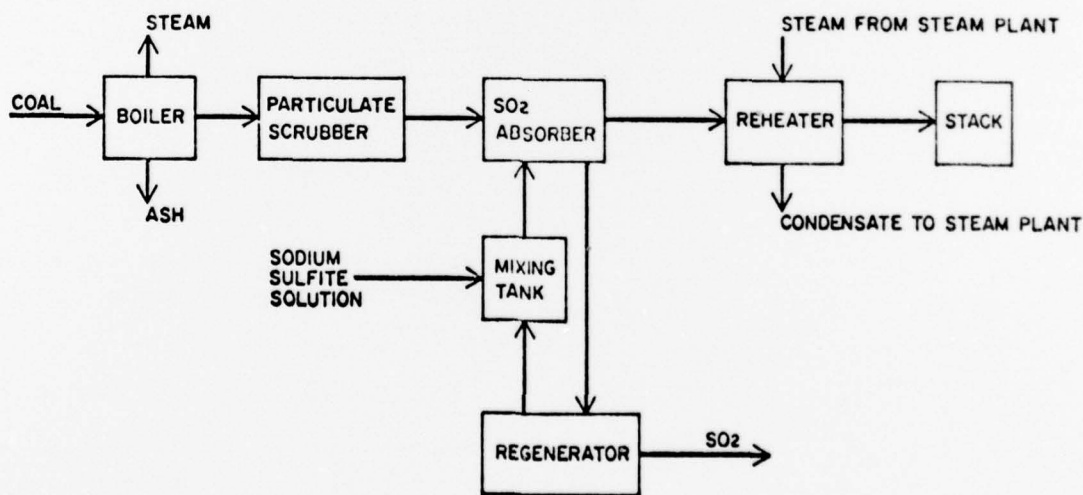 STEAM
STEAM FROM STEAM PLANT
COAL
BOILER
PARTICULATE
SCRUBBER
SO2
ABSORBER
REHEATER
STACK
ASH
CONDENSATE TO STEAM PLANT
SODIUM
SULFITE
SOLUTION
MIXING
TANK
REGENERATOR
SO2